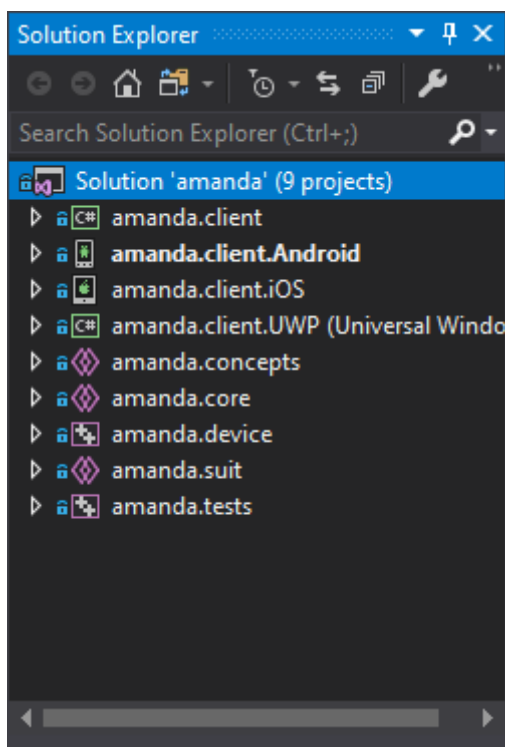 Solution Explorer
Search Solution Explorer (Ctrl+;)
Solution 'amanda' (9 projects)
C# amanda.client
amanda.client.Android
amanda.client.iOS
C# amanda.client.UWP (Universal Windo
amanda.concepts
amanda.core
amanda.device
amanda.suit
amanda.tests